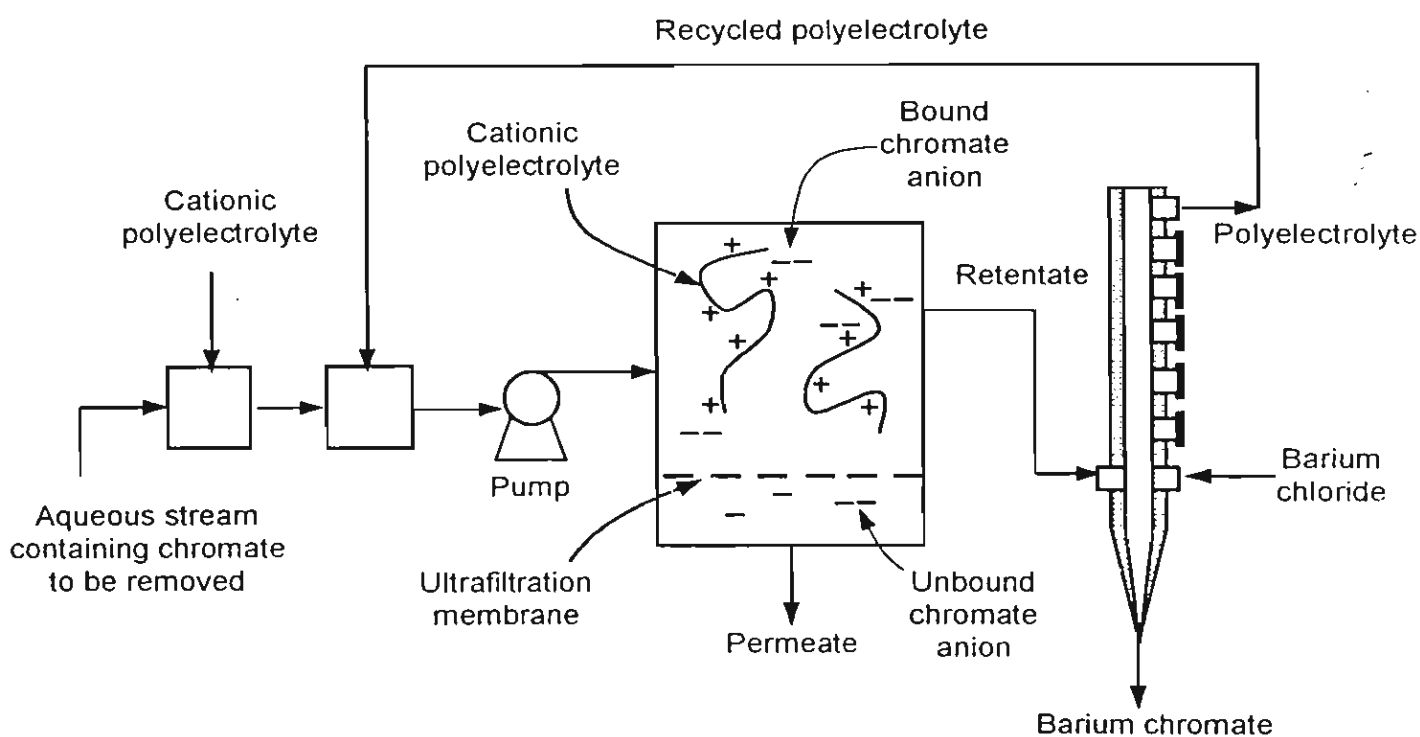 Recycled polyelectrolyte
Cationic
polyelectrolyte
Bound
chromate
anion
Cationic
polyelectrolyte
Polyelectrolyte
Retentate
Pump
Barium
chloride
Aqueous stream
containing chromate
to be removed
Ultrafiltration
membrane
Unbound
chromate
anion
Permeate
Barium chromate